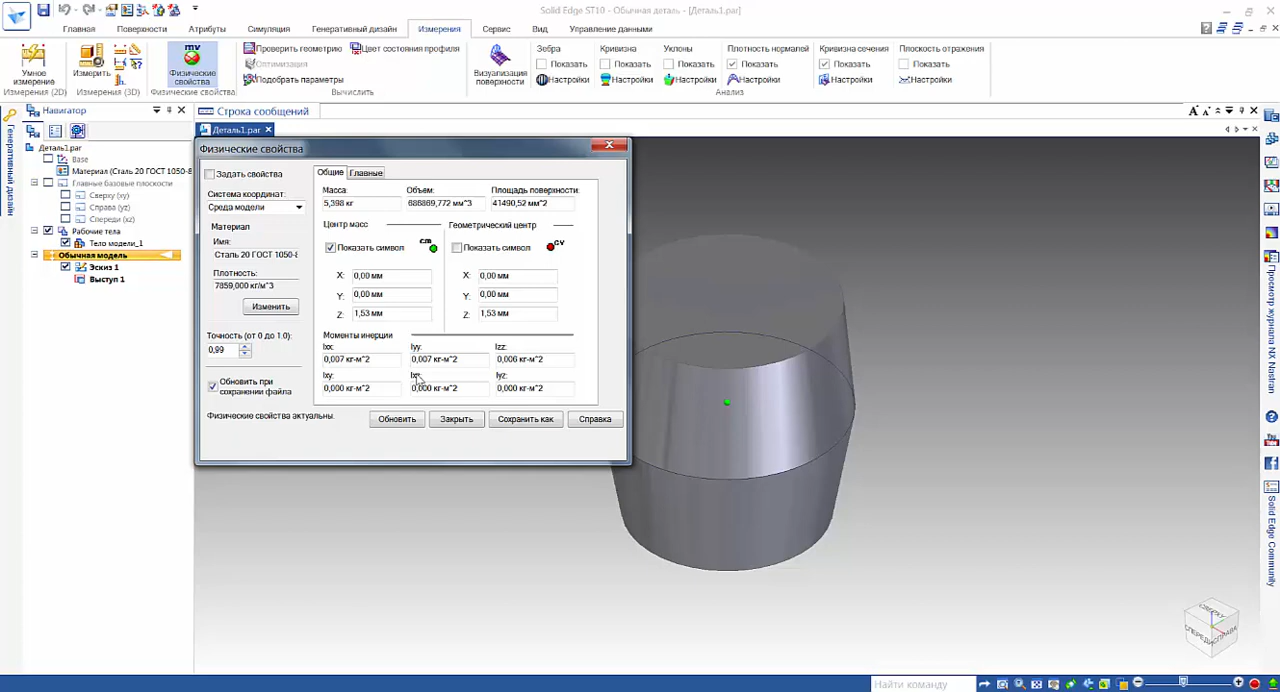 Solid Edge ST10 - Обычная деталь - [Деталь1.par]
Главная Поверхности Атрибуты Симуляция Генеративный дизайн Измерения Сервис Вид Управление данными
Умное измерение
Измерения (2D)
Измерить
Измерения (3D)
Физические свойства
Физические свойства
Проверить геометрию Цвет состояния профиля
Оптимизация
Подобрать параметры
Вычислить
Визуализация поверхности
Зебра
Показать
Настройки
Кривизна
Показать
Настройки
Уклоны
Показать
Настройки
Плотность нормалей
Показать
Настройки
Кривизна сечения
Показать
Настройки
Плоскость отражения
Показать
Настройки
Анализ
Навигатор
Строка сообщений
Деталь1.par
Генеративный дизайн
Деталь1.par
Base
Материал (Сталь 20 ГОСТ 1050-8
Главные базовые плоскости
Сверху (xy)
Справа (yz)
Спереди (xz)
Рабочие тела
Тело модели_1
Обычная модель
Эскиз 1
Выступ 1
Физические свойства
Задать свойства
Система координат:
Среда модели
Материал
Имя:
Сталь 20 ГОСТ 1050-8
Плотность:
7859,000 кг/м^3
Изменить
Точность (от 0 до 1.0):
0,99
Обновить при сохранении файла
Общие Главные
Масса: Объем: Площадь поверхности:
5,398 кг 686869,772 мм^3 41490,52 мм^2
Центр масс Геометрический центр
Показать символ cm Показать символ cv
X: 0,00 мм X: 0,00 мм
Y: 0,00 мм Y: 0,00 мм
Z: 1,53 мм Z: 1,53 мм
Моменты инерции
Ixx: Iyy: Izz:
0,007 кг-м^2 0,007 кг-м^2 0,006 кг-м^2
Ixy: Ixz: Iyz:
0,000 кг-м^2 0,000 кг-м^2 0,000 кг-м^2
Физические свойства актуальны.
Обновить Закрыть Сохранить как Справка
СВЕРХУ
СПЕРЕДИ
СПРАВА
Просмотр журнала NX Nastran
You Tube
Solid Edge Community
Найти команду